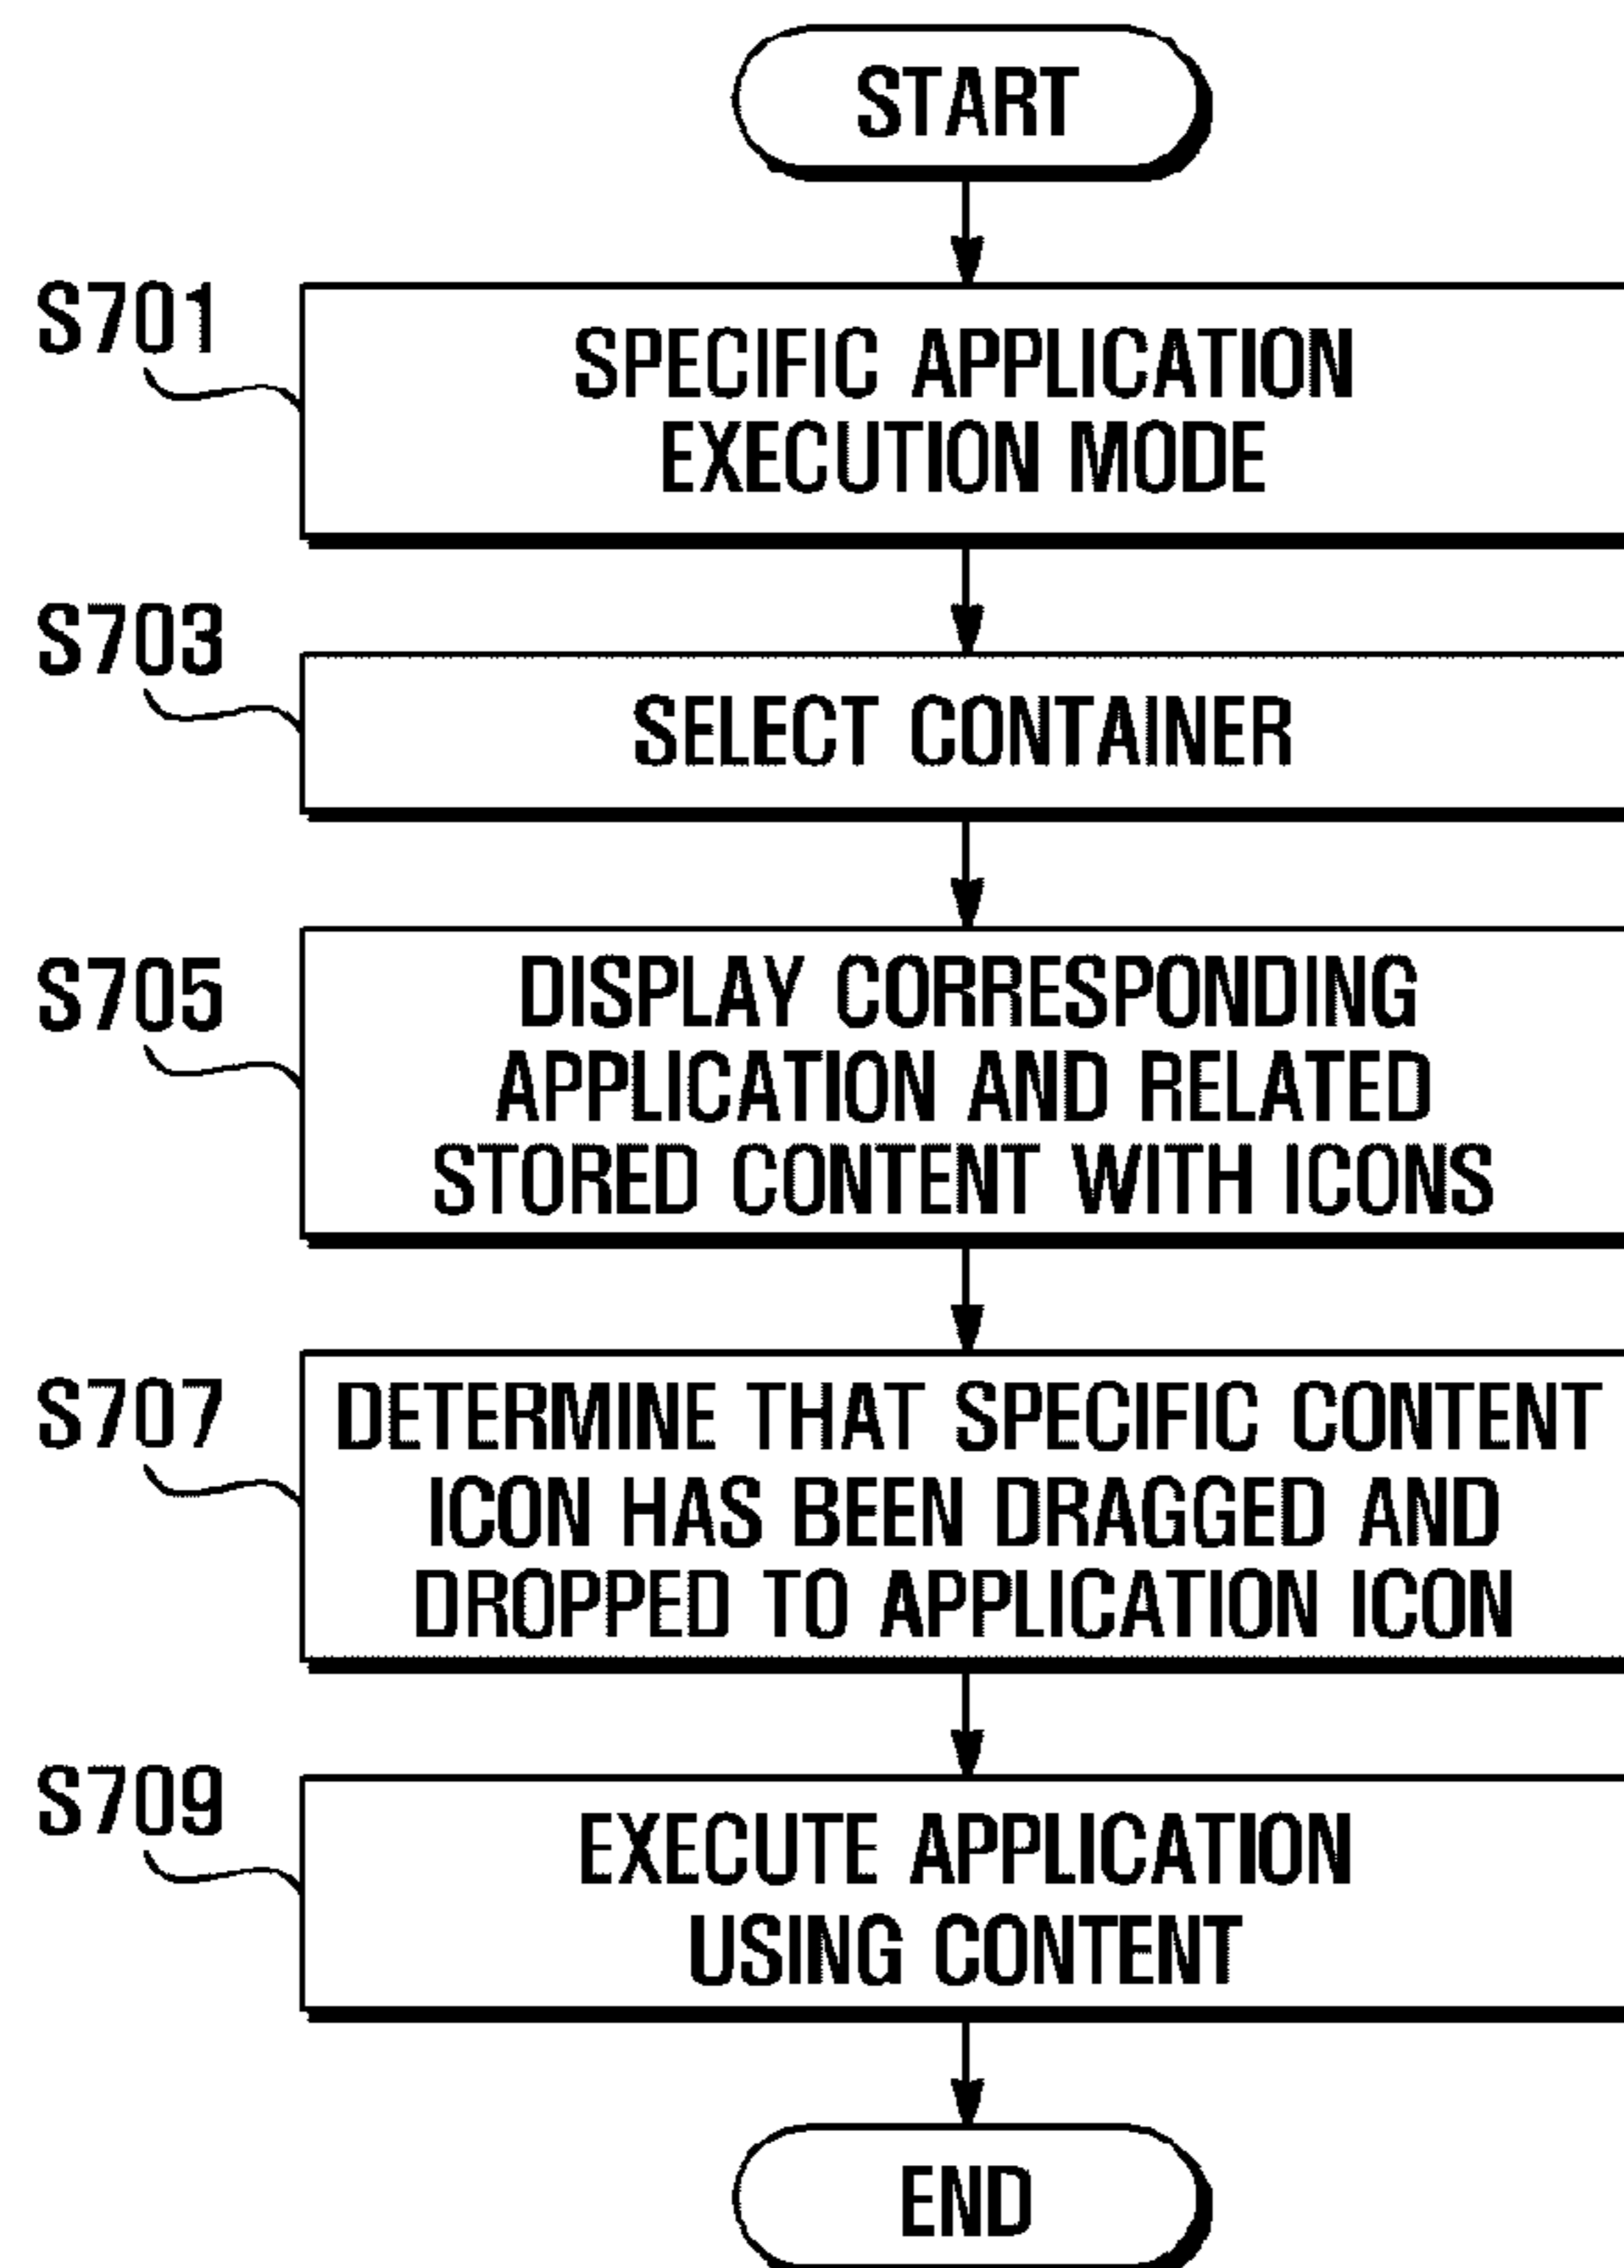 START
S701
SPECIFIC APPLICATION
EXECUTION MODE
S703
SELECT CONTAINER
S705
DISPLAY CORRESPONDING
APPLICATION AND RELATED
STORED CONTENT WITH ICONS
S707
DETERMINE THAT SPECIFIC CONTENT
ICON HAS BEEN DRAGGED AND
DROPPED TO APPLICATION ICON
S709
EXECUTE APPLICATION
USING CONTENT
END